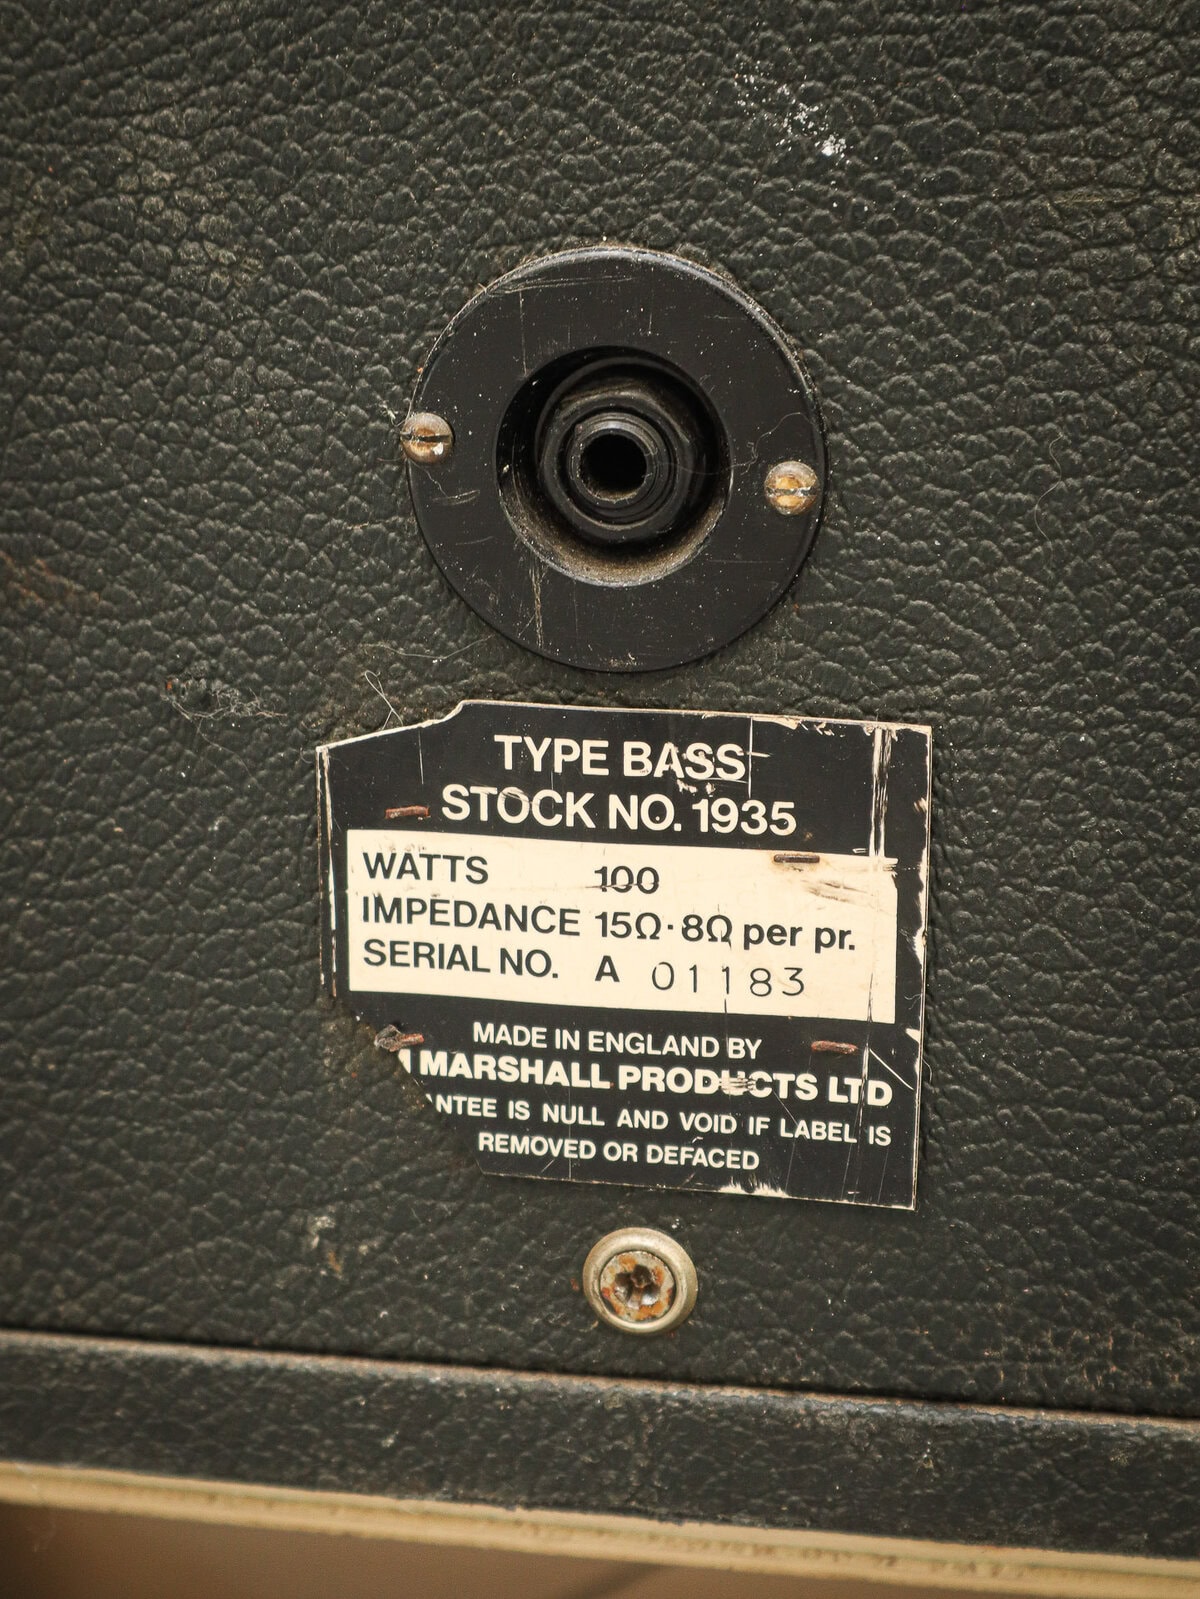 TYPE BASS
STOCK NO. 1935
WATTS 100
IMPEDANCE 15Ω·8Ω per pr.
SERIAL NO. A 01183
MADE IN ENGLAND BY
MARSHALL PRODUCTS LTD
IS NULL AND VOID IF LABEL IS
REMOVED OR DEFACED